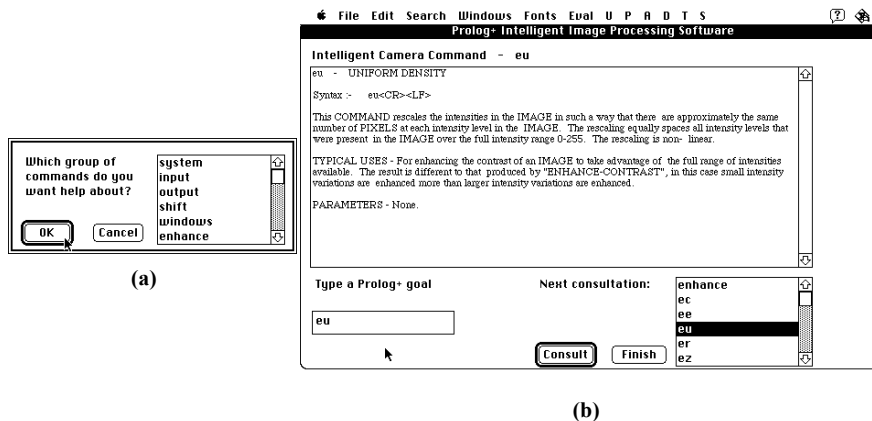 File Edit Search Windows Fonts Eval U P A D T S
Prolog+ Intelligent Image Processing Software
Intelligent Camera Command - eu
eu - UNIFORM DENSITY
Syntax :- eu<CR><LF>
This COMMAND rescales the intensities in the IMAGE in such a way that there are approximately the same
number of PIXELS at each intensity level in the IMAGE. The rescaling equally spaces all intensity levels that
were present in the IMAGE over the full intensity range 0-255. The rescaling is non- linear.
TYPICAL USES - For enhancing the contrast of an IMAGE to take advantage of the full range of intensities
available. The result is different to that produced by "ENHANCE-CONTRAST", in this case small intensity
variations are enhanced more than larger intensity variations are enhanced.
PARAMETERS - None.
Which group of
commands do you
want help about?
system
input
output
shift
windows
enhance
OK
Cancel
(a)
Type a Prolog+ goal
eu
Next consultation:
enhance
ec
ee
eu
er
ez
Consult
Finish
(b)